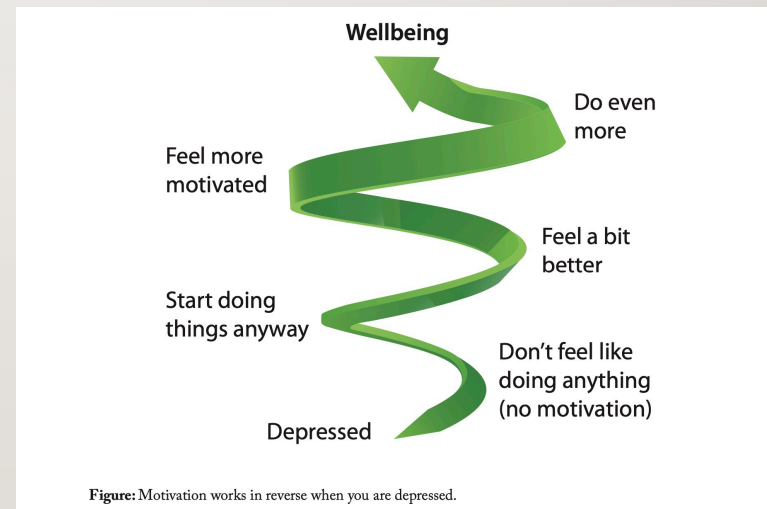 Wellbeing
Do even
more
Feel more
motivated
Feel a bit
better
Start doing
things anyway
Don't feel like
doing anything
(no motivation)
Depressed
Figure: Motivation works in reverse when you are depressed.